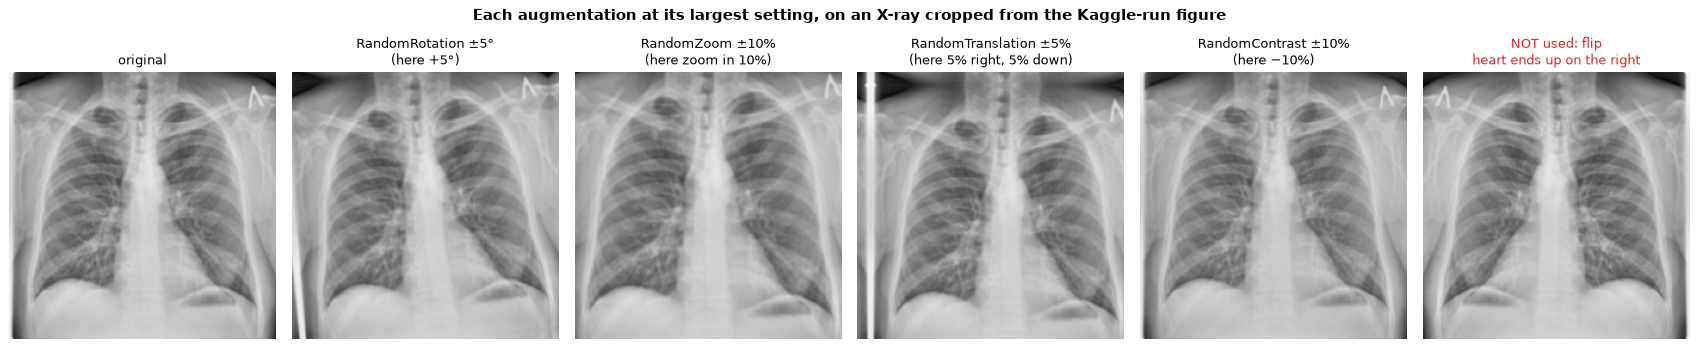 Each augmentation at its largest setting, on an X-ray cropped from the Kaggle-run figure
original
RandomRotation ±5°
(here +5°)
RandomZoom ±10%
(here zoom in 10%)
RandomTranslation ±5%
(here 5% right, 5% down)
RandomContrast ±10%
(here −10%)
NOT used: flip
heart ends up on the right